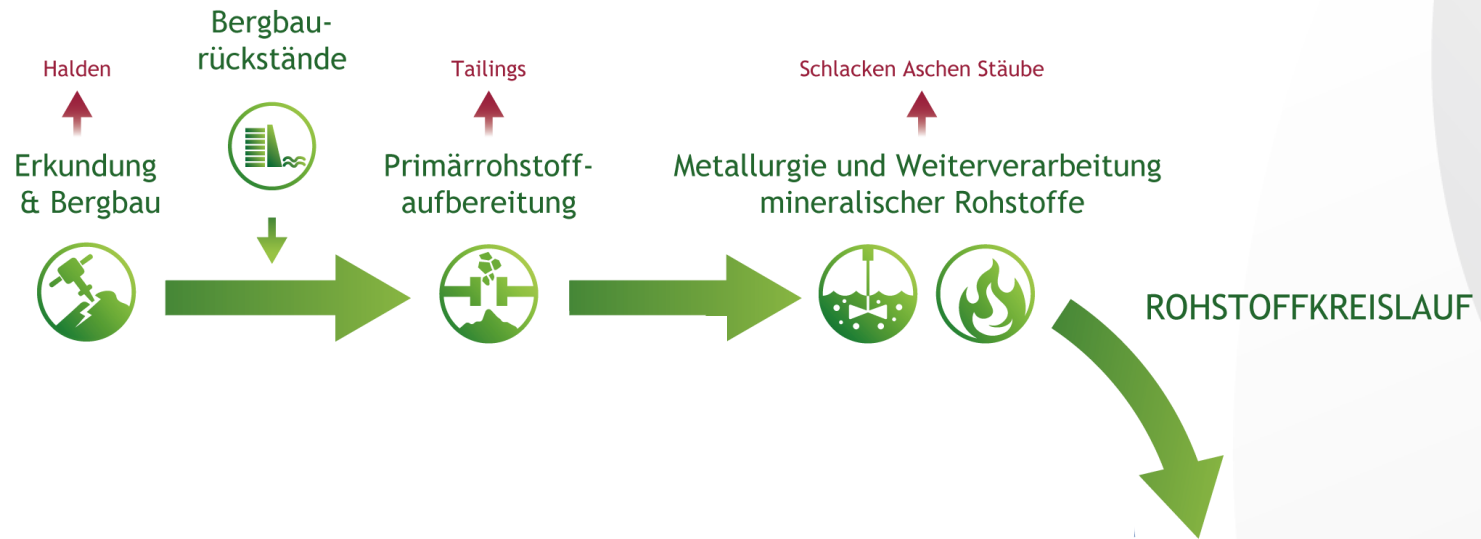 Bergbau-
rückstände
Halden
Tailings
Schlacken Aschen Stäube
Erkundung
& Bergbau
Primärrohstoff-
aufbereitung
Metallurgie und Weiterverarbeitung
mineralischer Rohstoffe
ROHSTOFFKREISLAUF